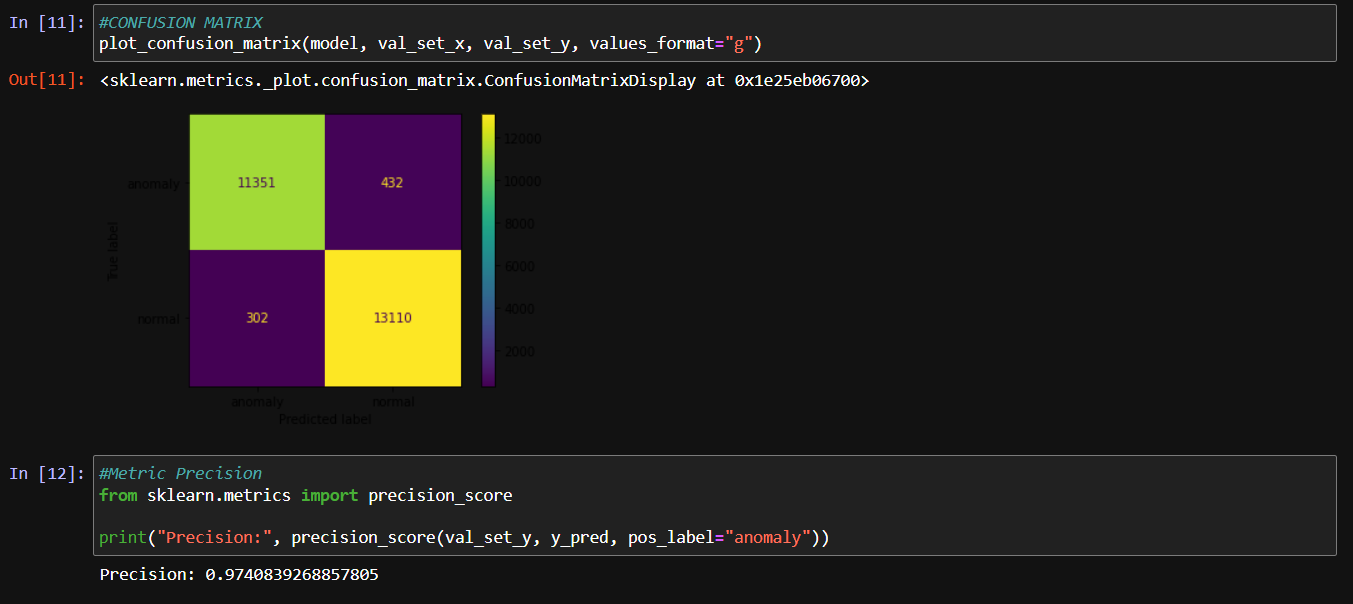 In [11]: #CONFUSION MATRIX
plot_confusion_matrix(model, val_set_x, val_set_y, values_format="g")
Out[11]: <sklearn.metrics._plot.confusion_matrix.ConfusionMatrixDisplay at 0x1e25eb06700>
12000
anomaly
11351
432
10000
8000
True label
6000
normal
302
13110
4000
2000
anomaly
normal
Predicted label
In [12]: #Metric Precision
from sklearn.metrics import precision_score
print("Precision:", precision_score(val_set_y, y_pred, pos_label="anomaly"))
Precision: 0.9740839268857805